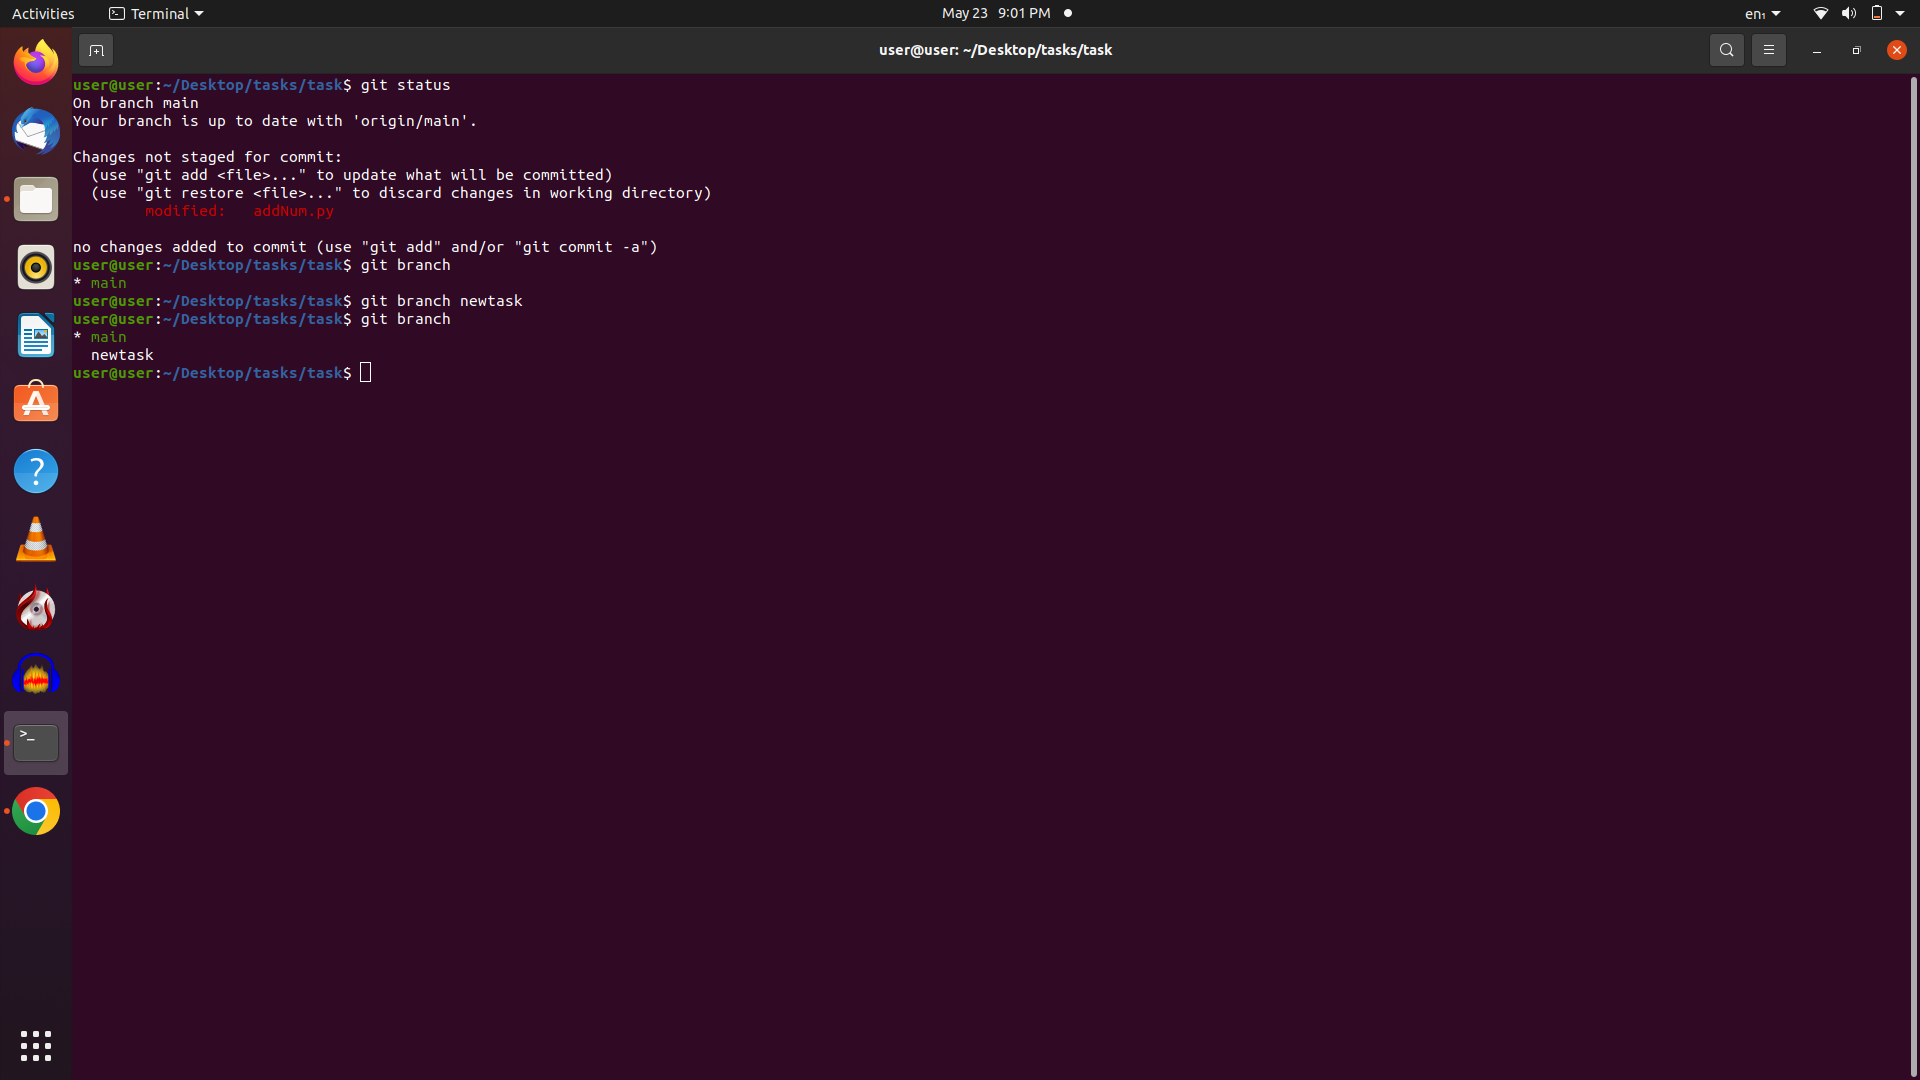 Activities Terminal May 23 9:01 PM en₁
user@user: ~/Desktop/tasks/task
user@user:~/Desktop/tasks/task$ git status
On branch main
Your branch is up to date with 'origin/main'.
Changes not staged for commit:
  (use "git add <file>..." to update what will be committed)
  (use "git restore <file>..." to discard changes in working directory)
        modified:   addNum.py
no changes added to commit (use "git add" and/or "git commit -a")
user@user:~/Desktop/tasks/task$ git branch
* main
user@user:~/Desktop/tasks/task$ git branch newtask
user@user:~/Desktop/tasks/task$ git branch
* main
  newtask
user@user:~/Desktop/tasks/task$